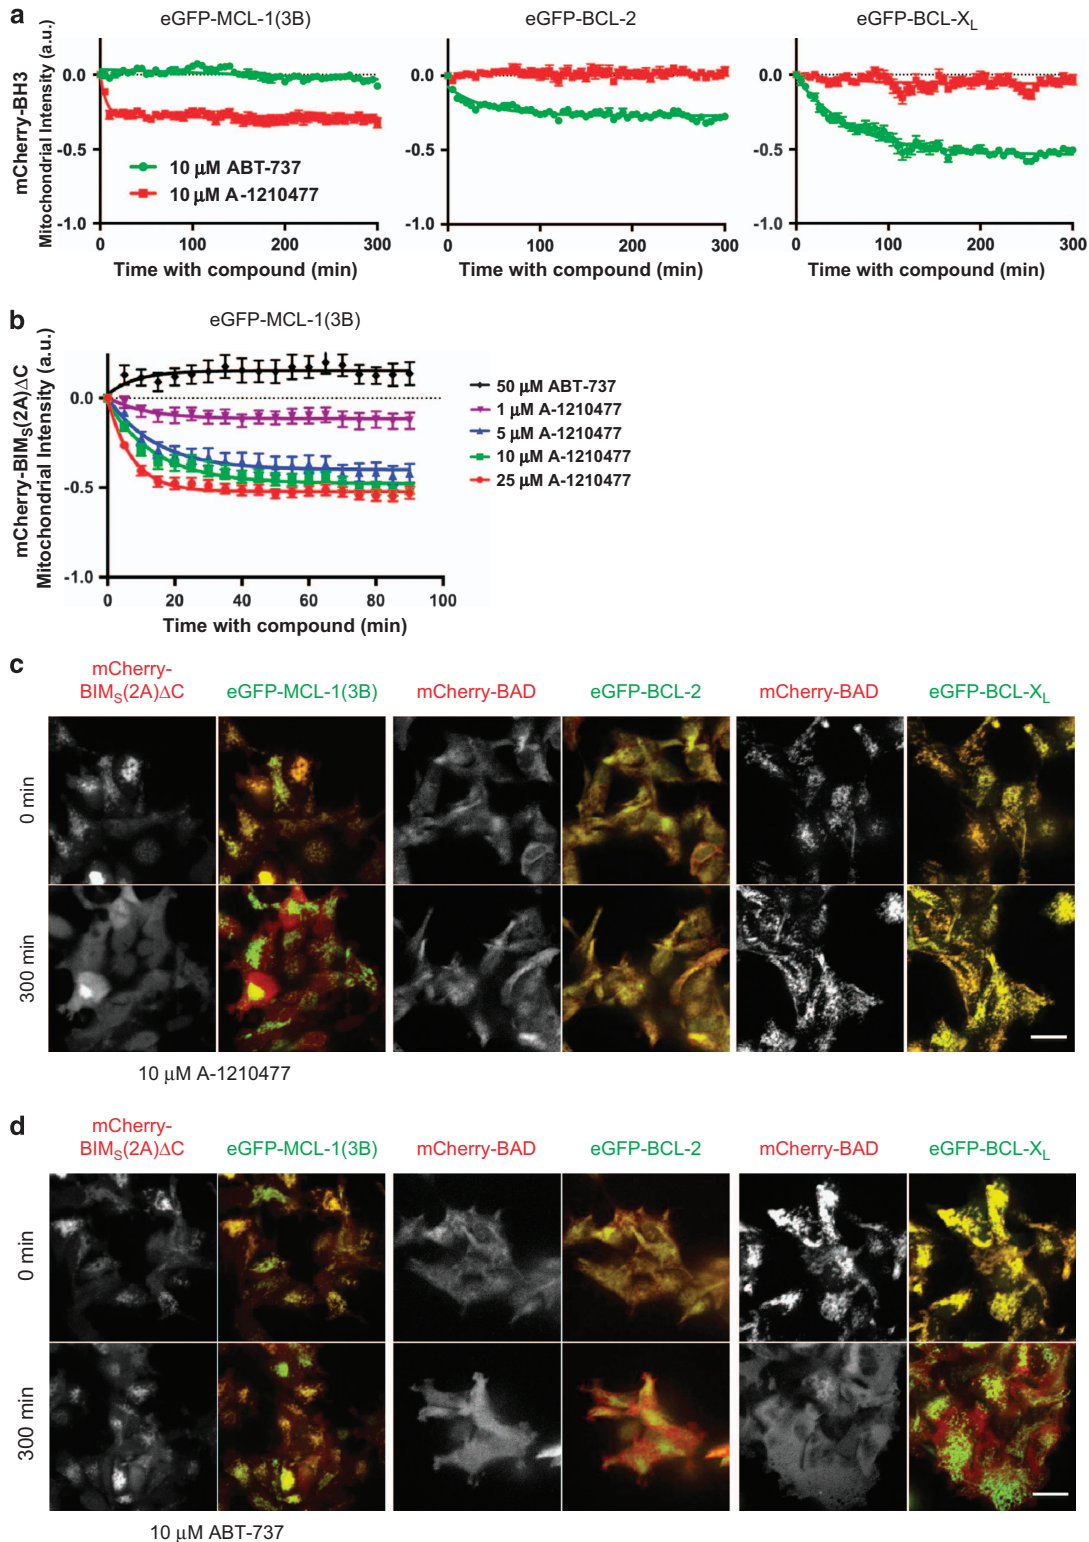 a
eGFP-MCL-1(3B)
eGFP-BCL-2
eGFP-BCL-XL
mCherry-BH3
Mitochondrial Intensity (a.u.)
0.0
-0.5
-1.0
10 µM ABT-737
10 µM A-1210477
0 100 200 300
Time with compound (min)
0.0
-0.5
-1.0
0 100 200 300
Time with compound (min)
0.0
-0.5
-1.0
0 100 200 300
Time with compound (min)
b
eGFP-MCL-1(3B)
mCherry-BIMS(2A)ΔC
Mitochondrial Intensity (a.u.)
0.0
-0.5
-1.0
0 20 40 60 80 100
Time with compound (min)
50 µM ABT-737
1 µM A-1210477
5 µM A-1210477
10 µM A-1210477
25 µM A-1210477
c
mCherry-
BIMS(2A)ΔC
eGFP-MCL-1(3B)
mCherry-BAD
eGFP-BCL-2
mCherry-BAD
eGFP-BCL-XL
0 min
300 min
10 µM A-1210477
d
mCherry-
BIMS(2A)ΔC
eGFP-MCL-1(3B)
mCherry-BAD
eGFP-BCL-2
mCherry-BAD
eGFP-BCL-XL
0 min
300 min
10 µM ABT-737